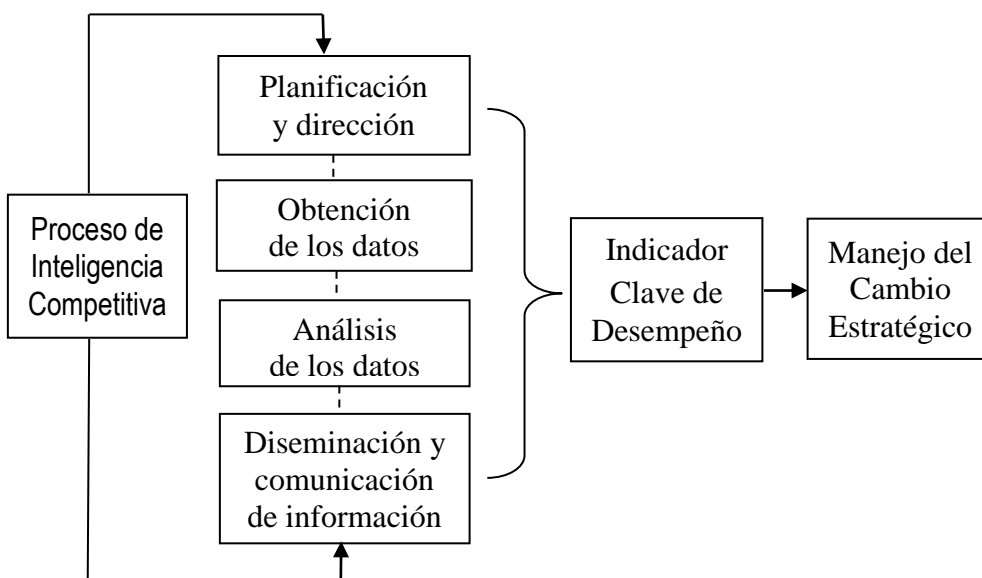 Planificación
y dirección
Obtención
de los datos
Proceso de
Inteligencia
Competitiva
Análisis
de los datos
Diseminación y
comunicación
de información
Indicador
Clave de
Desempeño
Manejo del
Cambio
Estratégico